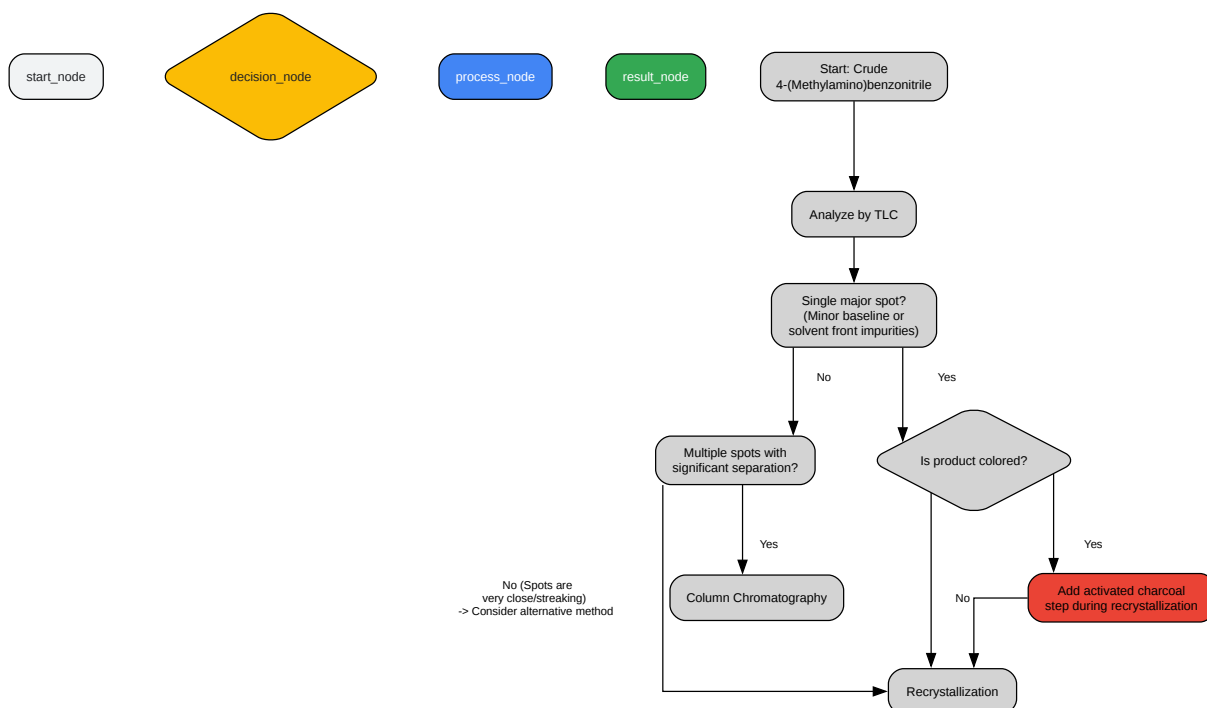 start_node
decision_node
process_node
result_node
Start: Crude
4-(Methylamino)benzonitrile
Analyze by TLC
Single major spot?
(Minor baseline or
solvent front impurities)
No
Yes
Multiple spots with
significant separation?
Is product colored?
Yes
Yes
No (Spots are
very close/streaking)
-> Consider alternative method
Column Chromatography
No
Add activated charcoal
step during recrystallization
Recrystallization